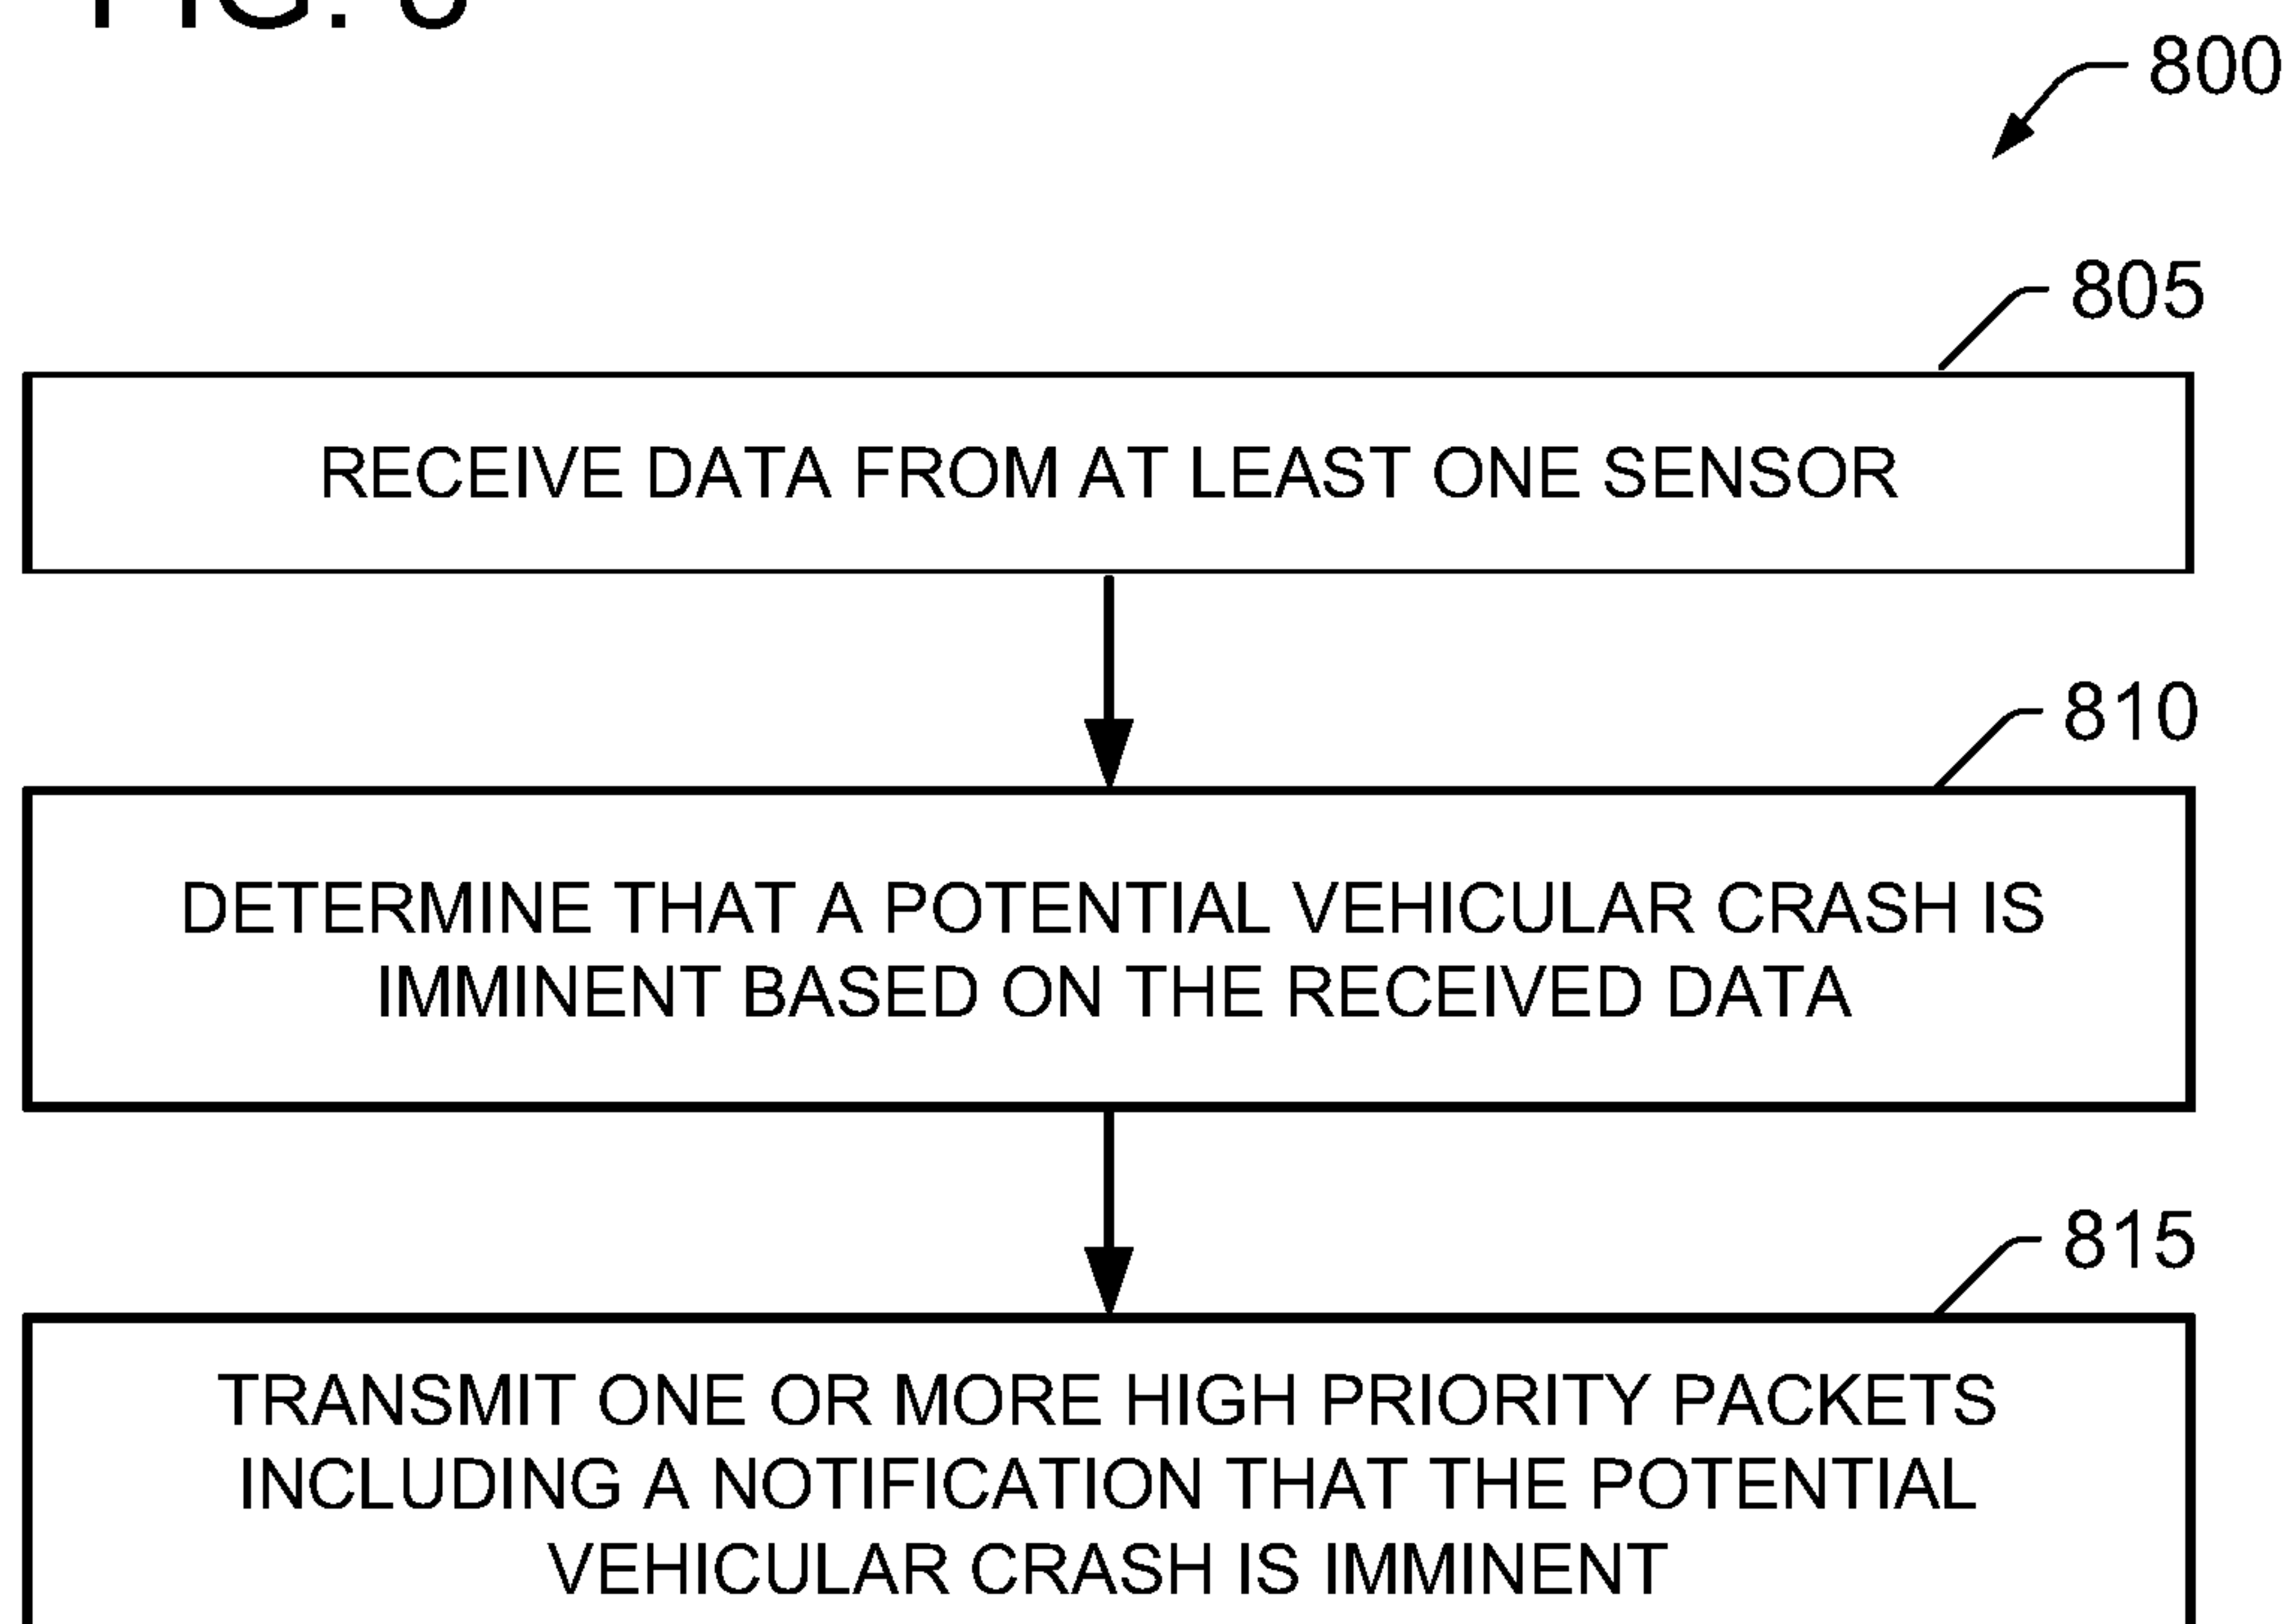 FIG.
800
805
RECEIVE DATA FROM AT LEAST ONE SENSOR
810
DETERMINE THAT A POTENTIAL VEHICULAR CRASH IS
IMMINENT BASED ON THE RECEIVED DATA
815
TRANSMIT ONE OR MORE HIGH PRIORITY PACKETS
INCLUDING A NOTIFICATION THAT THE POTENTIAL
VEHICULAR CRASH IS IMMINENT